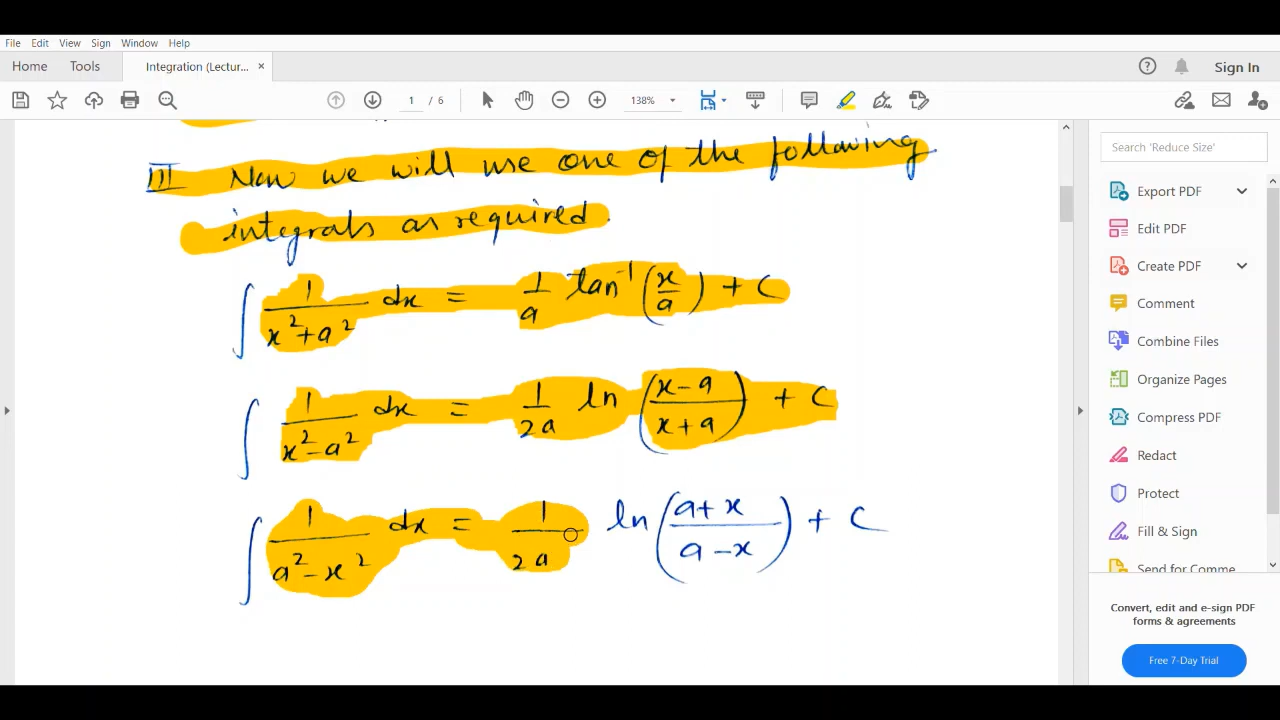 File Edit View Sign Window Help
Home Tools Integration (Lectur... × Sign In
1 / 6 138%
III Now we will use one of the following
integrals as required.
∫ 1/(x²+a²) dx = 1/a tan⁻¹(x/a) + C
∫ 1/(x²-a²) dx = 1/2a ln((x-a)/(x+a)) + C
∫ 1/(a²-x²) dx = 1/2a ln((a+x)/(a-x)) + C
Search 'Reduce Size'
Export PDF
Edit PDF
Create PDF
Comment
Combine Files
Organize Pages
Compress PDF
Redact
Protect
Fill & Sign
Send for Comme
Convert, edit and e-sign PDF
forms & agreements
Free 7-Day Trial